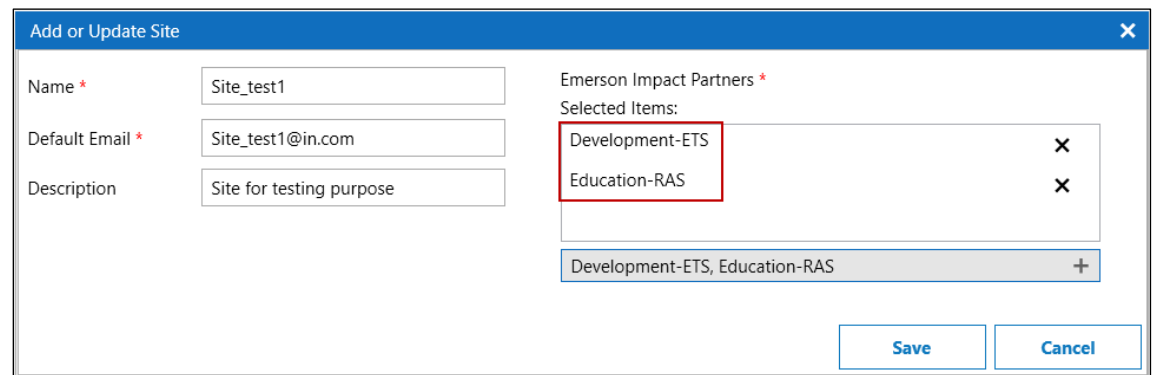 Add or Update Site
Name *
Site_test1
Default Email *
Site_test1@in.com
Description
Site for testing purpose
Emerson Impact Partners *
Selected Items:
Development-ETS
Education-RAS
Development-ETS, Education-RAS
Save
Cancel